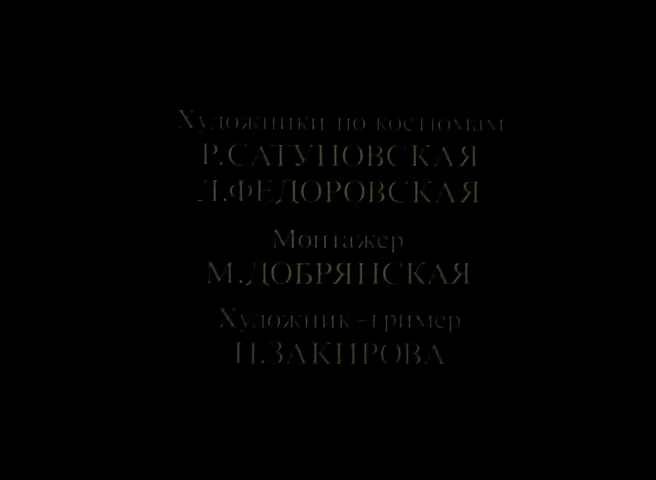 Художники по костюмам
Р.САТУНОВСКАЯ
Л.ФЕДОРОВСКАЯ
Монтажер
М.ДОБРЯНСКАЯ
Художник-гример
Н.ЗАКИРОВА